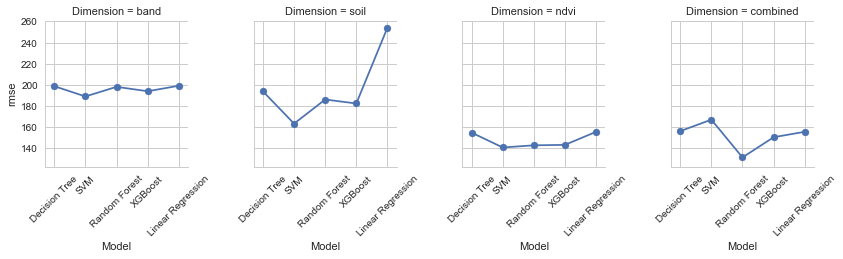 Dimension = band
Dimension = soil
Dimension = ndvi
Dimension = combined
rmse
260
240
220
200
180
160
140
Decision Tree
SVM
Random Forest
XGBoost
Linear Regression
Model
Decision Tree
SVM
Random Forest
XGBoost
Linear Regression
Model
Decision Tree
SVM
Random Forest
XGBoost
Linear Regression
Model
Decision Tree
SVM
Random Forest
XGBoost
Linear Regression
Model